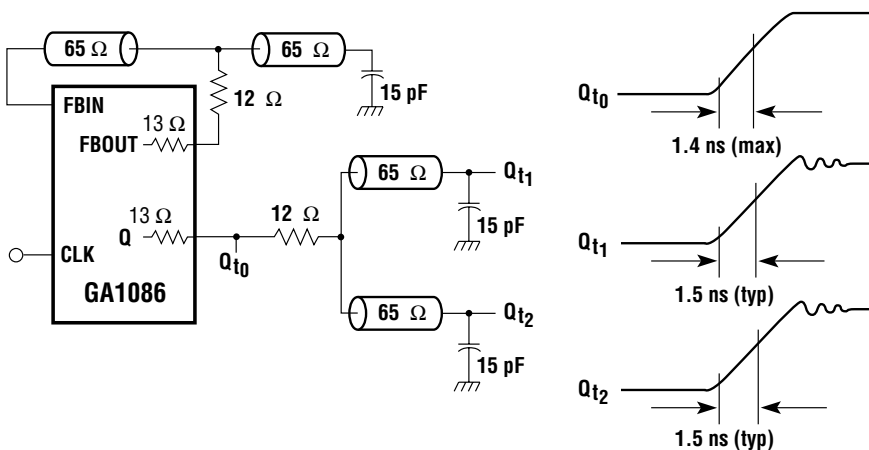 65 Ω
65 Ω
15 pF
FBIN
12 Ω
13 Ω
FBOUT
13 Ω
Q
CLK
GA1086
Qt0
12 Ω
65 Ω
Qt1
15 pF
65 Ω
Qt2
15 pF
Qt0
1.4 ns (max)
Qt1
1.5 ns (typ)
Qt2
1.5 ns (typ)